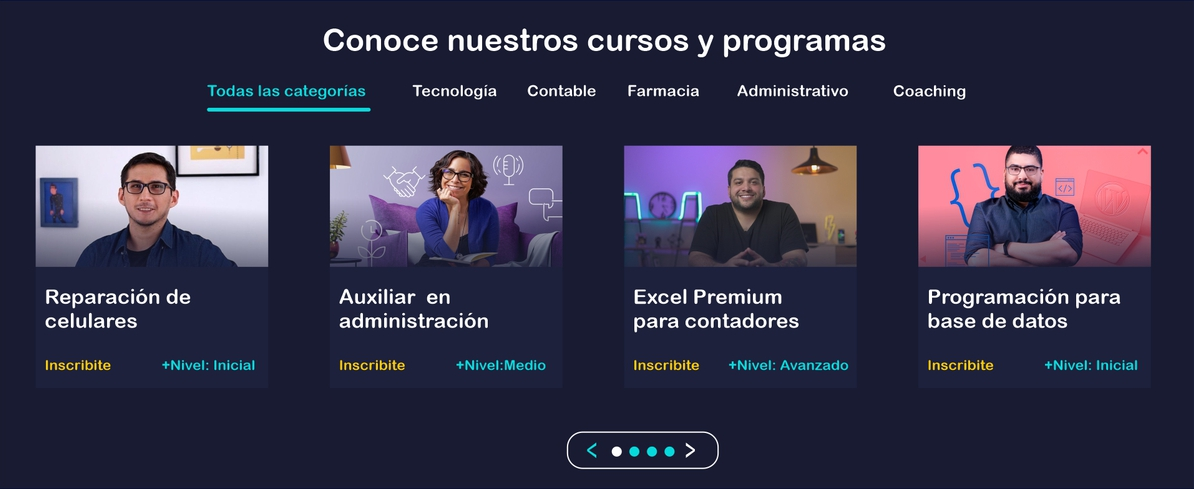 Conoce nuestros cursos y programas
Todas las categorías Tecnología Contable Farmacia Administrativo Coaching
Reparación de
celulares
Inscribite +Nivel: Inicial
Auxiliar en
administración
Inscribite +Nivel:Medio
Excel Premium
para contadores
Inscribite +Nivel: Avanzado
Programación para
base de datos
Inscribite +Nivel: Inicial